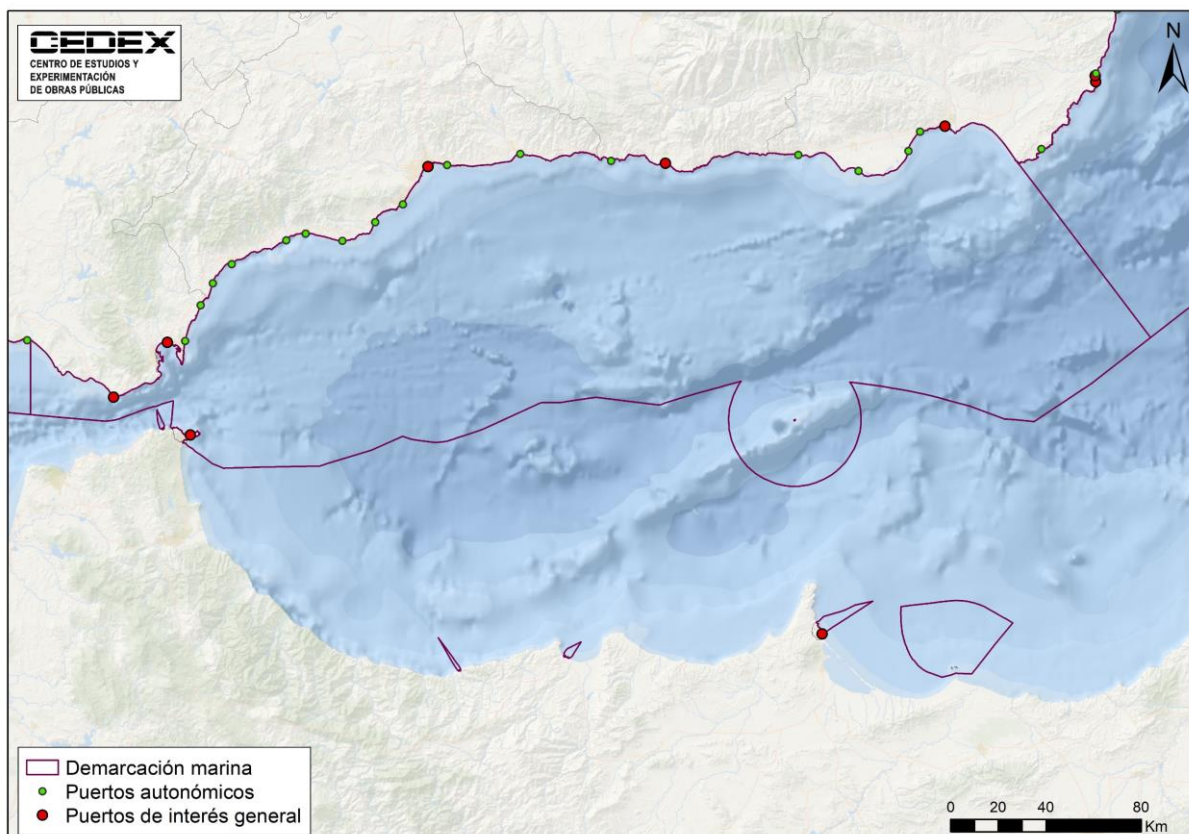 CEDEX
CENTRO DE ESTUDIOS Y
EXPERIMENTACIÓN
DE OBRAS PÚBLICAS
N
Demarcación marina
Puertos autonómicos
Puertos de interés general
0 20 40 80
Km